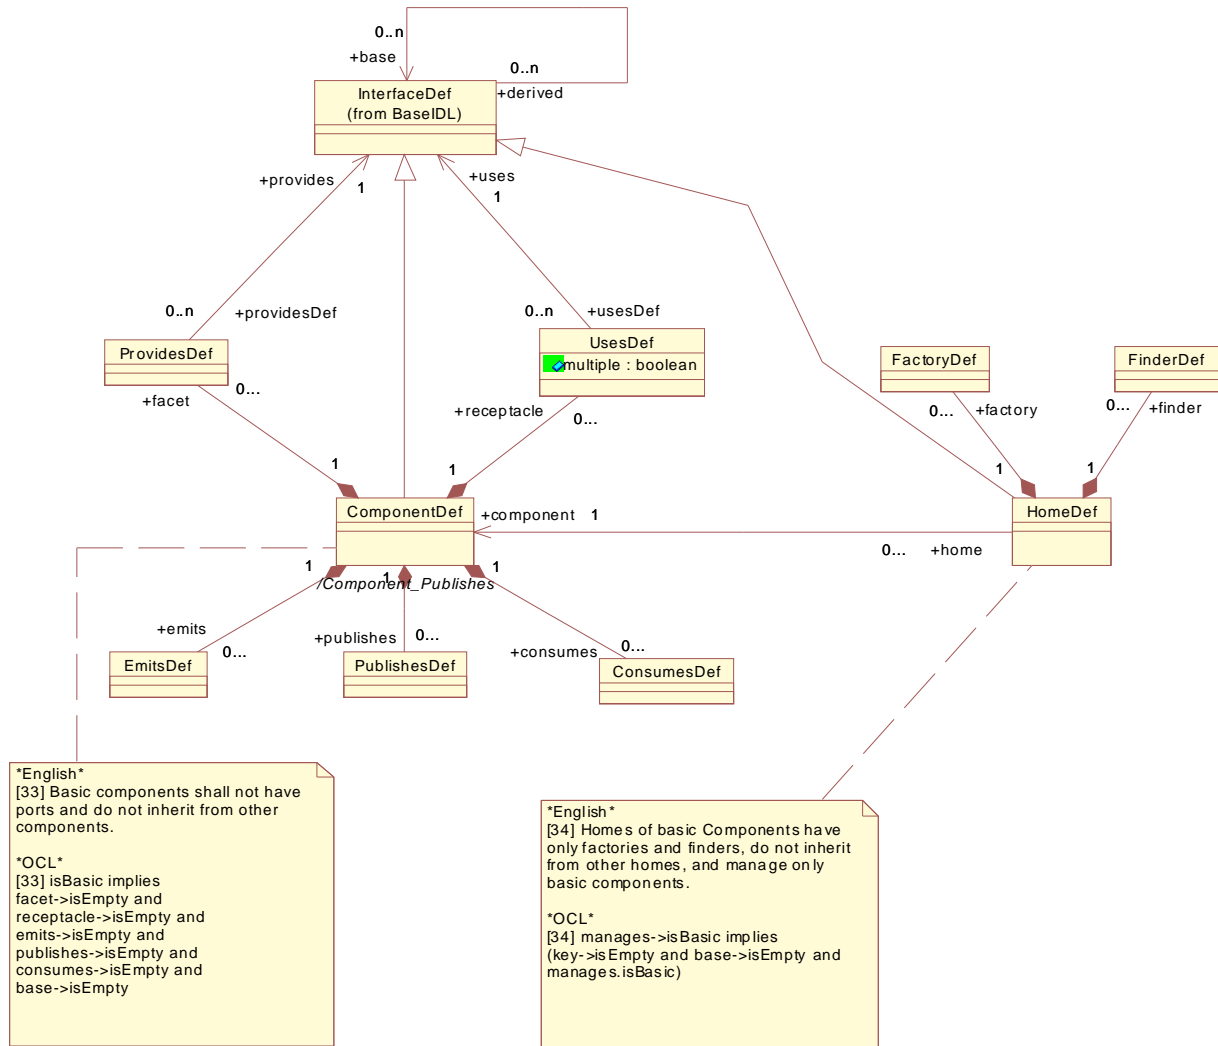 0..n
+base
0..n
+derived
InterfaceDef
(from BaseIDL)
+provides
1
+uses
1
0..n
+providesDef
0..n
+usesDef
ProvidesDef
UsesDef
multiple : boolean
FactoryDef
FinderDef
0...
+facet
+receptacle
0...
0...
+factory
0...
+finder
1
1
1
1
ComponentDef
+component
1
HomeDef
0...
+home
1
1
1
/Component_Publishes
+emits
0...
+publishes
0...
+consumes
0...
EmitsDef
PublishesDef
ConsumesDef
*English*
[33] Basic components shall not have
ports and do not inherit from other
components.
*OCL*
[33] isBasic implies
facet->isEmpty and
receptacle->isEmpty and
emits->isEmpty and
publishes->isEmpty and
consumes->isEmpty and
base->isEmpty
*English*
[34] Homes of basic Components have
only factories and finders, do not inherit
from other homes, and manage only
basic components.
*OCL*
[34] manages->isBasic implies
(key->isEmpty and base->isEmpty and
manages.isBasic)